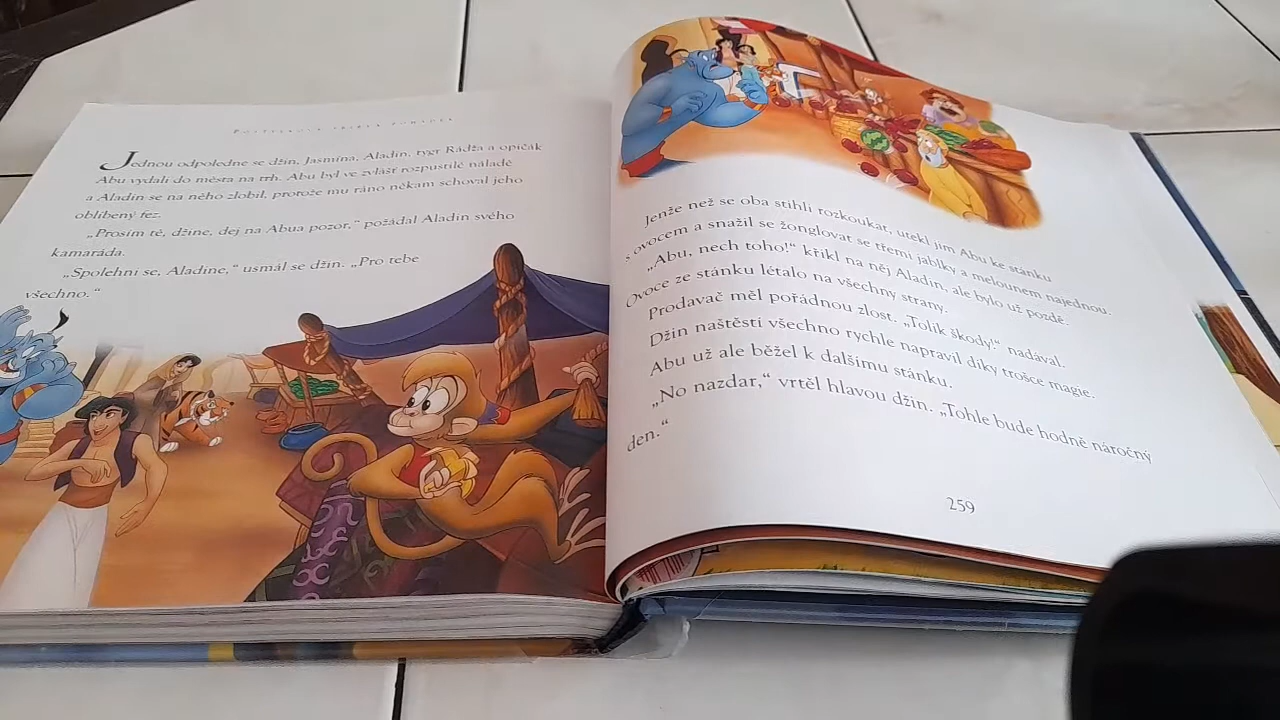 Jednou odpoledne se džin, Jasmína, Aladin, tygr Rádža a opičák
Abu vydali do města na trh. Abu byl ve zvlášť rozpustilé náladě
a Aladin se na něho zlobil, protože mu ráno někam schoval jeho
oblíbený fez.
„Prosím tě, džine, dej na Abua pozor,“ požádal Aladin svého
kamaráda.
„Spolehni se, Aladine,“ usmál se džin. „Pro tebe
všechno.“
Jenže než se oba stihli rozkoukat, utekl jim Abu ke stánku
s ovocem a snažil se žonglovat se třemi jablky a melounem najednou.
„Abu, nech toho!“ křikl na něj Aladin, ale bylo už pozdě.
Ovoce ze stánku létalo na všechny strany.
Prodavač měl pořádnou zlost. „Tolik škody!“ nadával.
Džin naštěstí všechno rychle napravil díky trošce magie.
Abu už ale běžel k dalšímu stánku.
„No nazdar,“ vrtěl hlavou džin. „Tohle bude hodně náročný
den.“
259